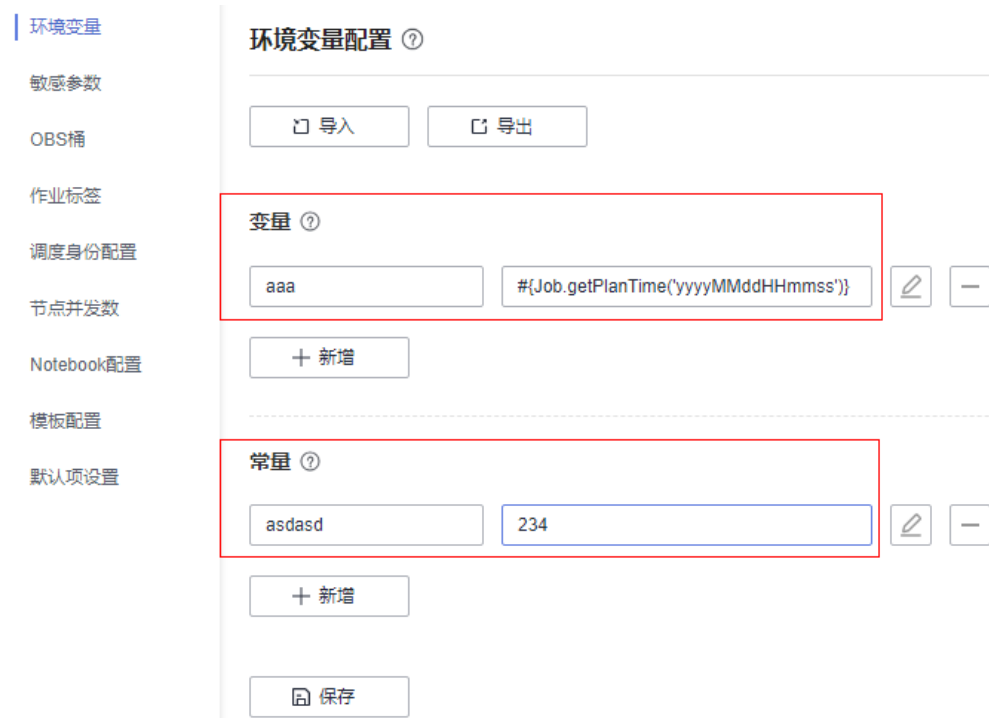 环境变量
敏感参数
OBS桶
作业标签
调度身份配置
节点并发数
Notebook配置
模板配置
默认项设置
环境变量配置
导入 导出
变量
aaa #{Job.getPlanTime('yyyyMMddHHmmss')}
新增
常量
asdasd 234
新增
保存